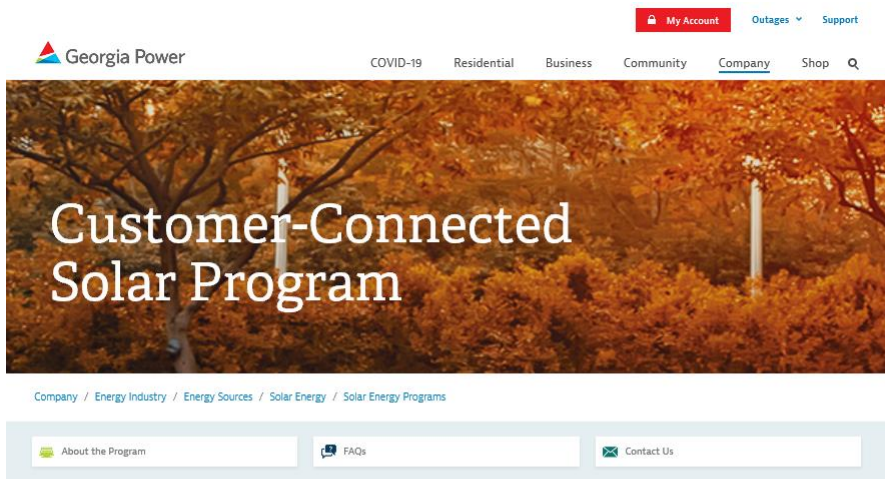 My Account Outages Support
Georgia Power
COVID-19 Residential Business Community Company Shop
Customer-Connected
Solar Program
Company / Energy Industry / Energy Sources / Solar Energy / Solar Energy Programs
About the Program FAQs Contact Us